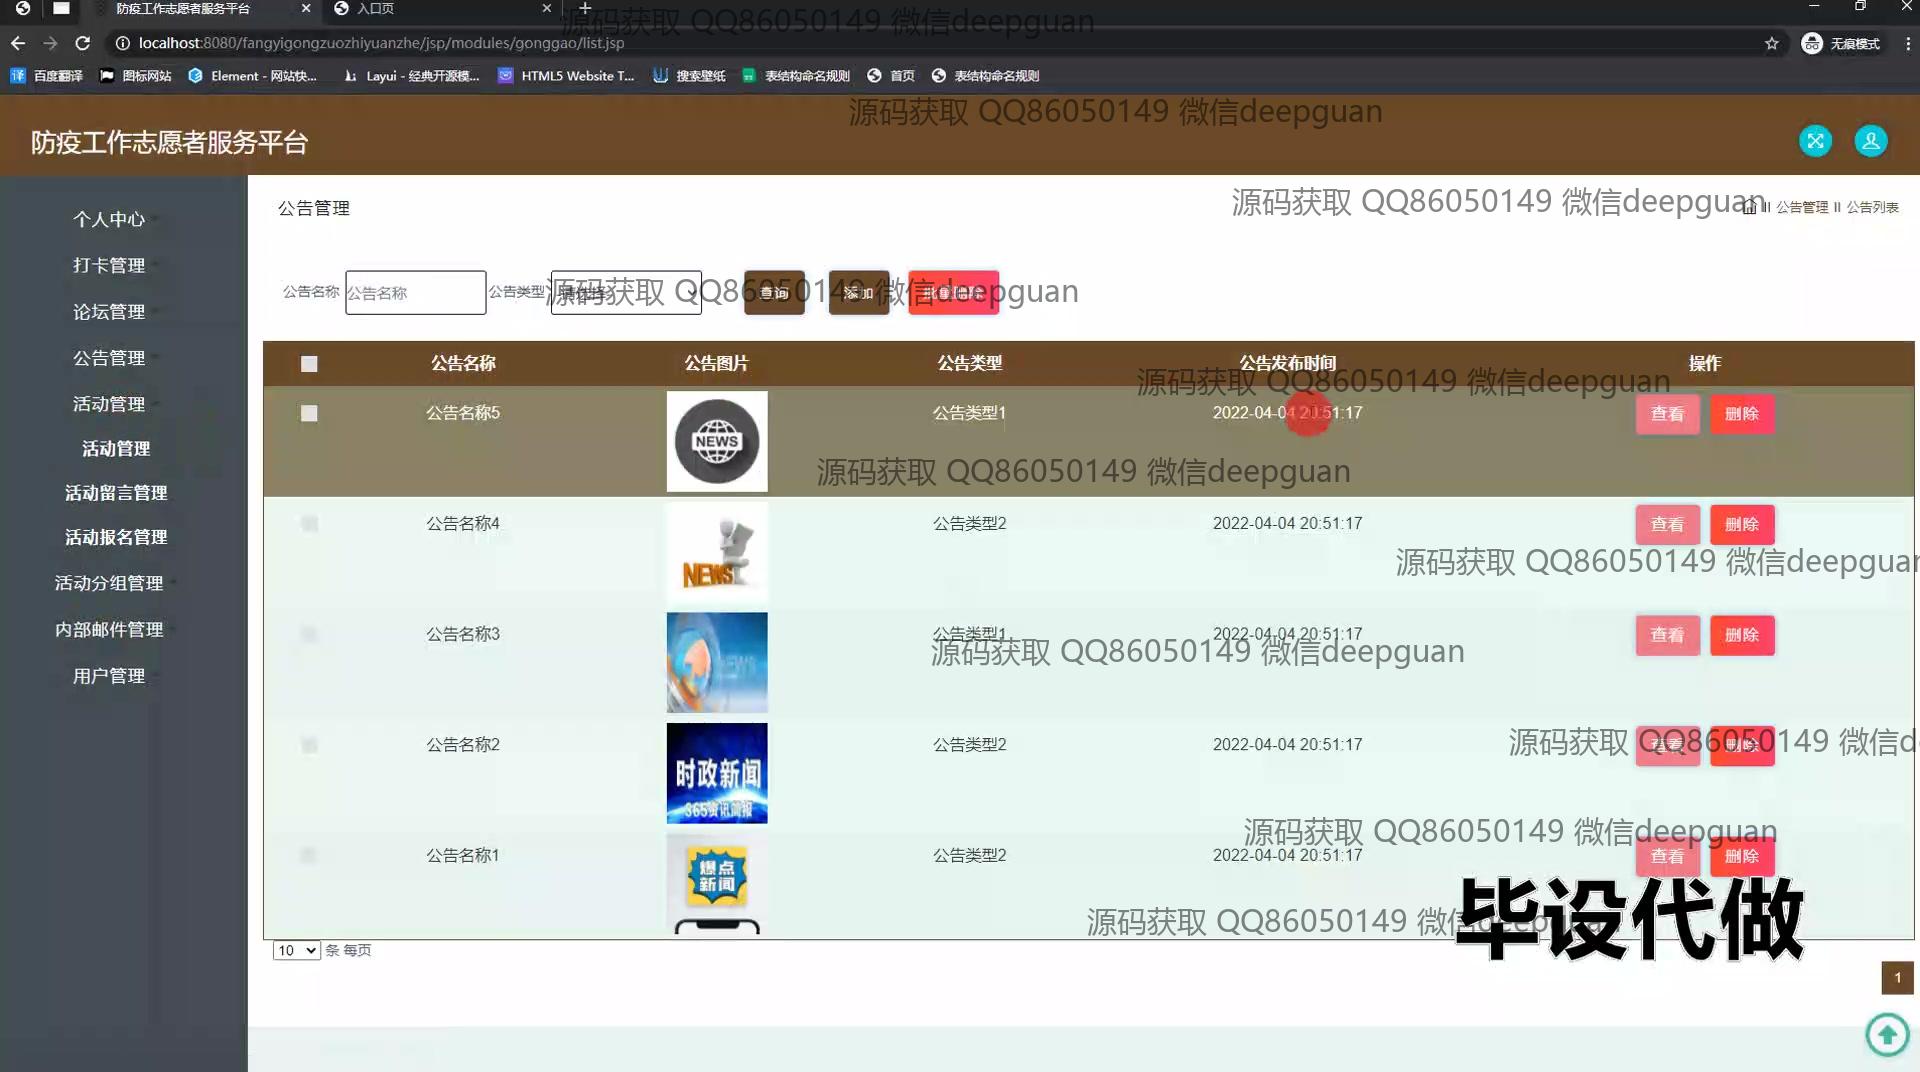 防疫工作志愿者服务平台
入口页
localhost:8080/fangyigongzuozhiyuanzhe/jsp/modules/gonggao/list.jsp
无痕模式
百度翻译
图标网站
Element - 网站快...
Layui - 经典开源模...
HTML5 Website T...
搜索壁纸
表结构命名规则
首页
表结构命名规则
源码获取 QQ86050149 微信deepguan
源码获取 QQ86050149 微信deepguan
防疫工作志愿者服务平台
个人中心
打卡管理
论坛管理
公告管理
活动管理
活动管理
活动留言管理
活动报名管理
活动分组管理
内部邮件管理
用户管理
公告管理
源码获取 QQ86050149 微信deepguan
公告管理 II 公告列表
公告名称
公告名称
公告类型
查询
添加
批量删除
源码获取 QQ86050149 微信deepguan
公告名称 公告图片 公告类型 公告发布时间 操作
源码获取 QQ86050149 微信deepguan
公告名称5 NEWS 公告类型1 2022-04-04 20:51:17 查看 删除
源码获取 QQ86050149 微信deepguan
公告名称4 NEWS 公告类型2 2022-04-04 20:51:17 查看 删除
源码获取 QQ86050149 微信deepguan
公告名称3 NEWS 公告类型1 2022-04-04 20:51:17 查看 删除
源码获取 QQ86050149 微信deepguan
公告名称2 时政新闻 365资讯简报 公告类型2 2022-04-04 20:51:17 查看 删除
源码获取 QQ86050149 微信d
源码获取 QQ86050149 微信deepguan
公告名称1 爆点新闻 公告类型2 2022-04-04 20:51:17 查看 删除
源码获取 QQ86050149 微信deepgua
毕设代做
10 条 每页
1